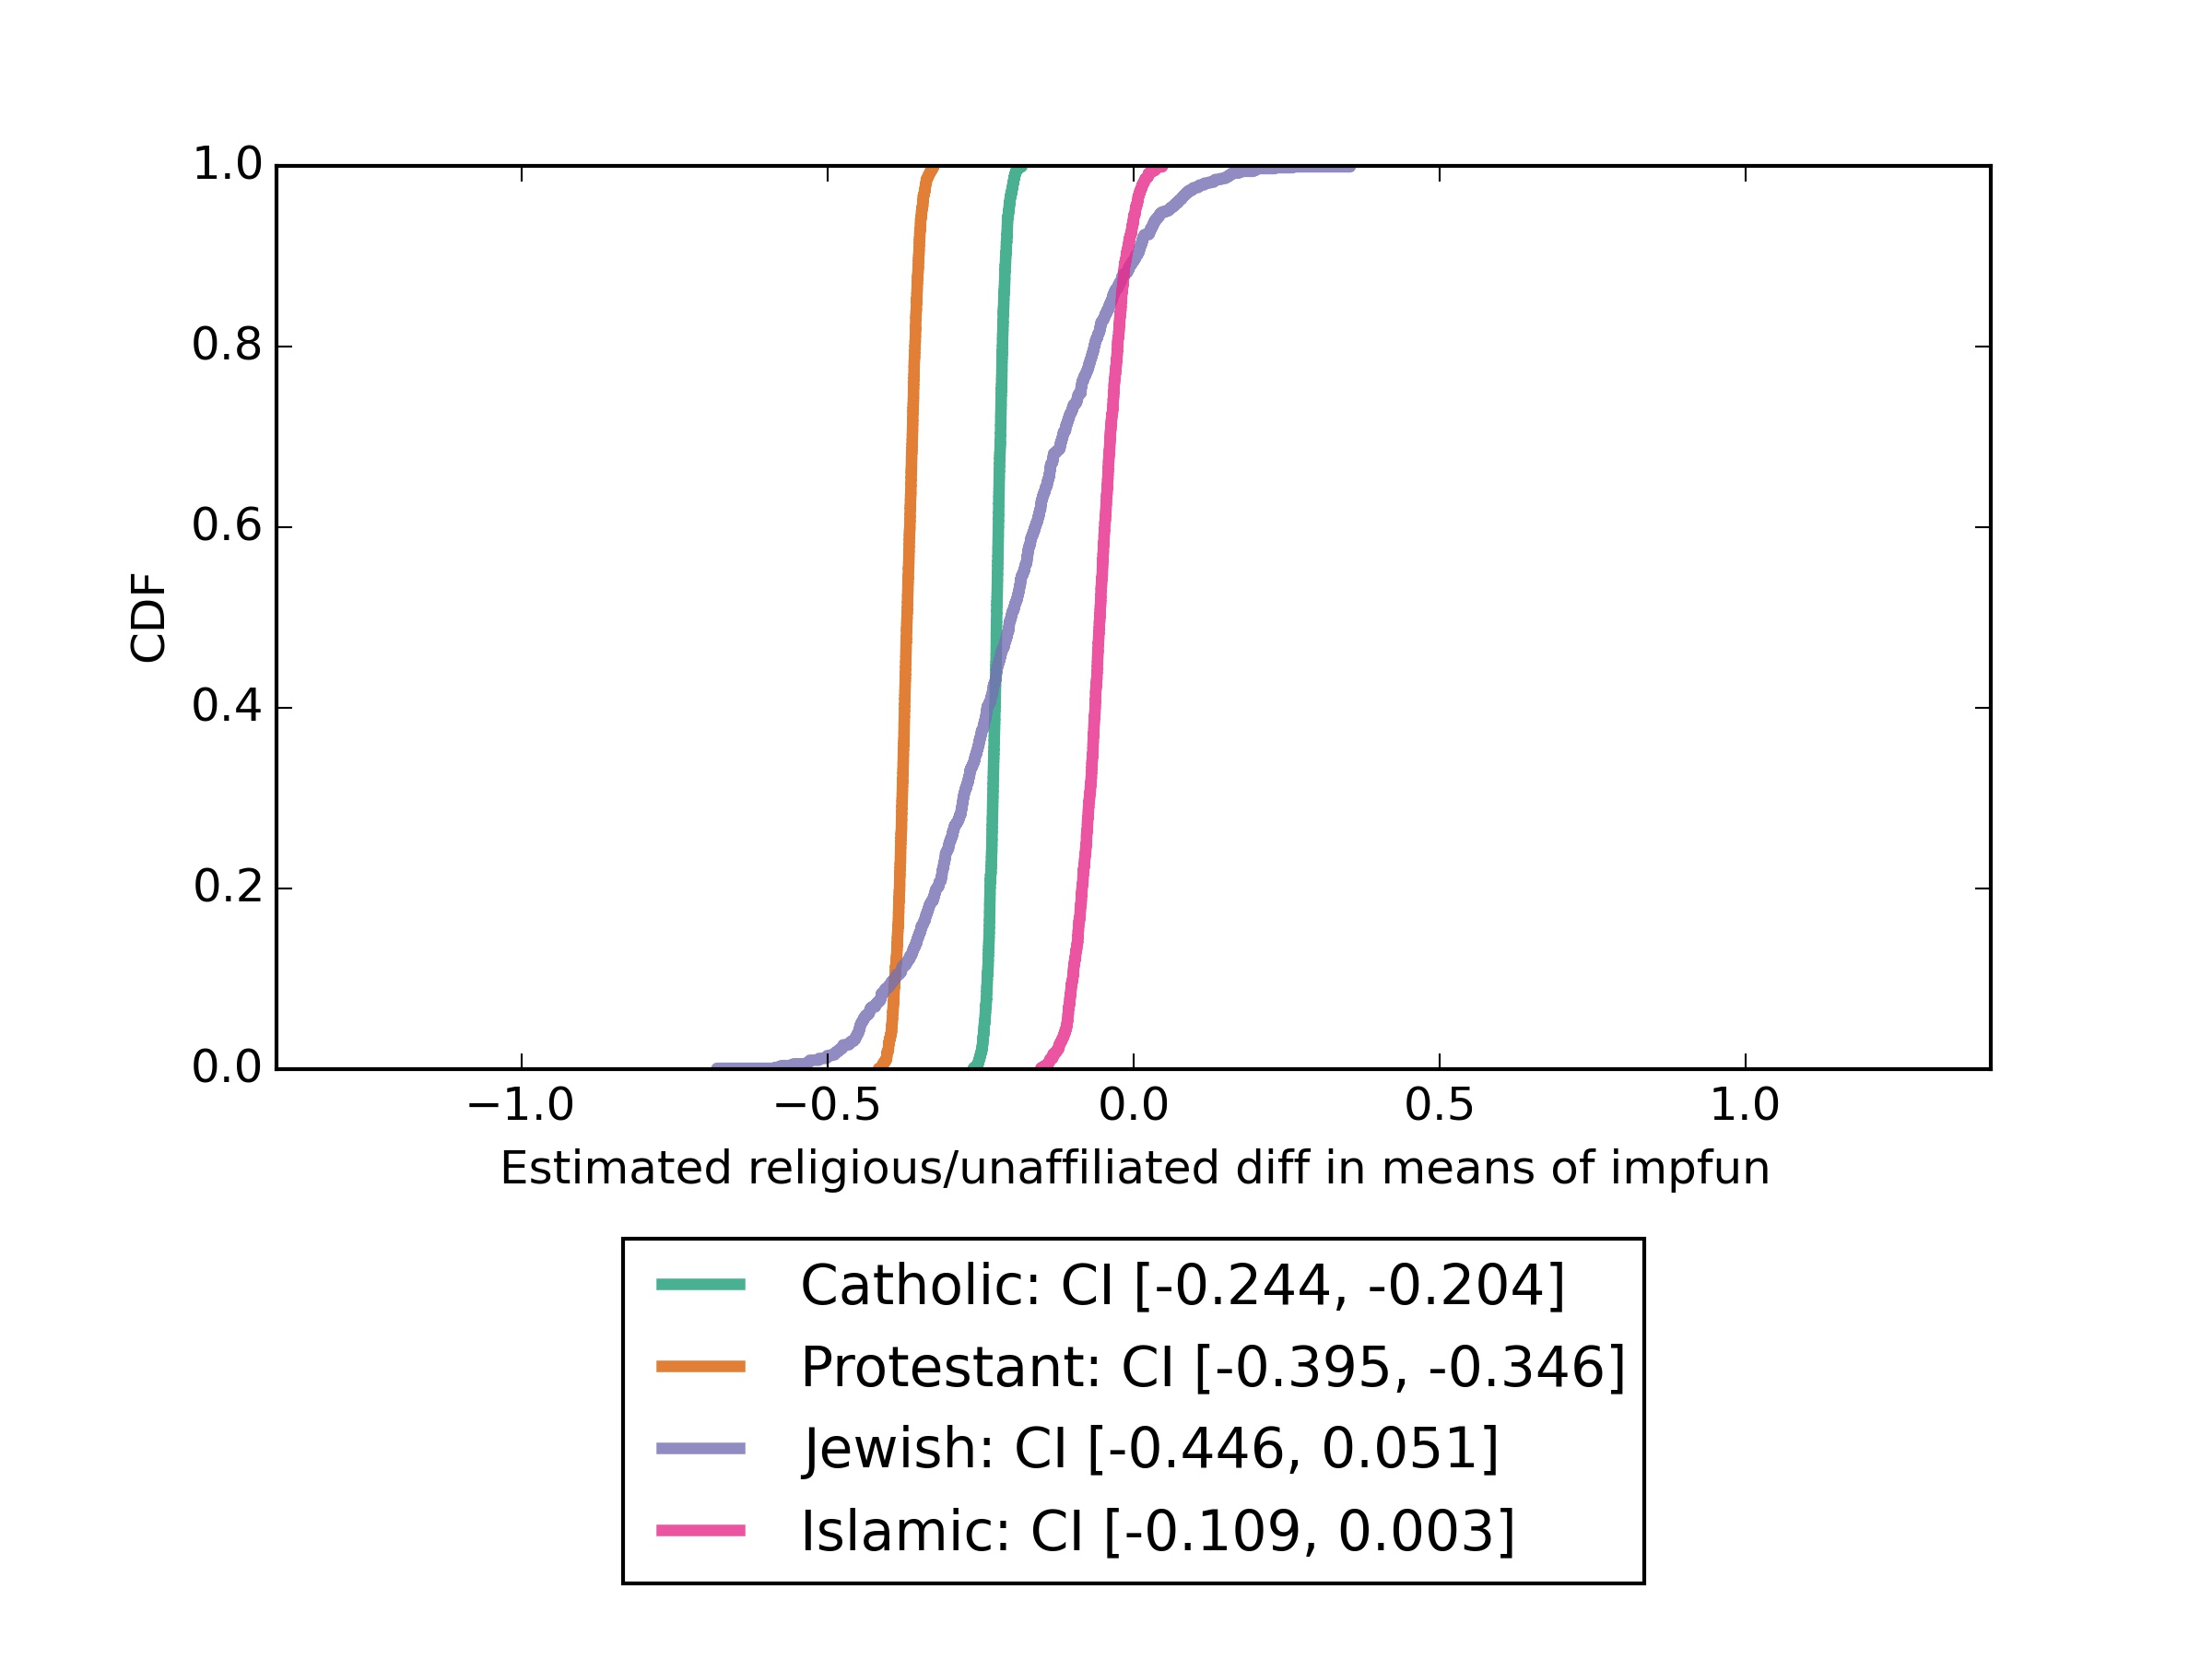 1.0
0.8
0.6
0.4
0.2
0.0
CDF
−1.0 −0.5 0.0 0.5 1.0
Estimated religious/unaffiliated diff in means of impfun
Catholic: CI [-0.244, -0.204]
Protestant: CI [-0.395, -0.346]
Jewish: CI [-0.446, 0.051]
Islamic: CI [-0.109, 0.003]